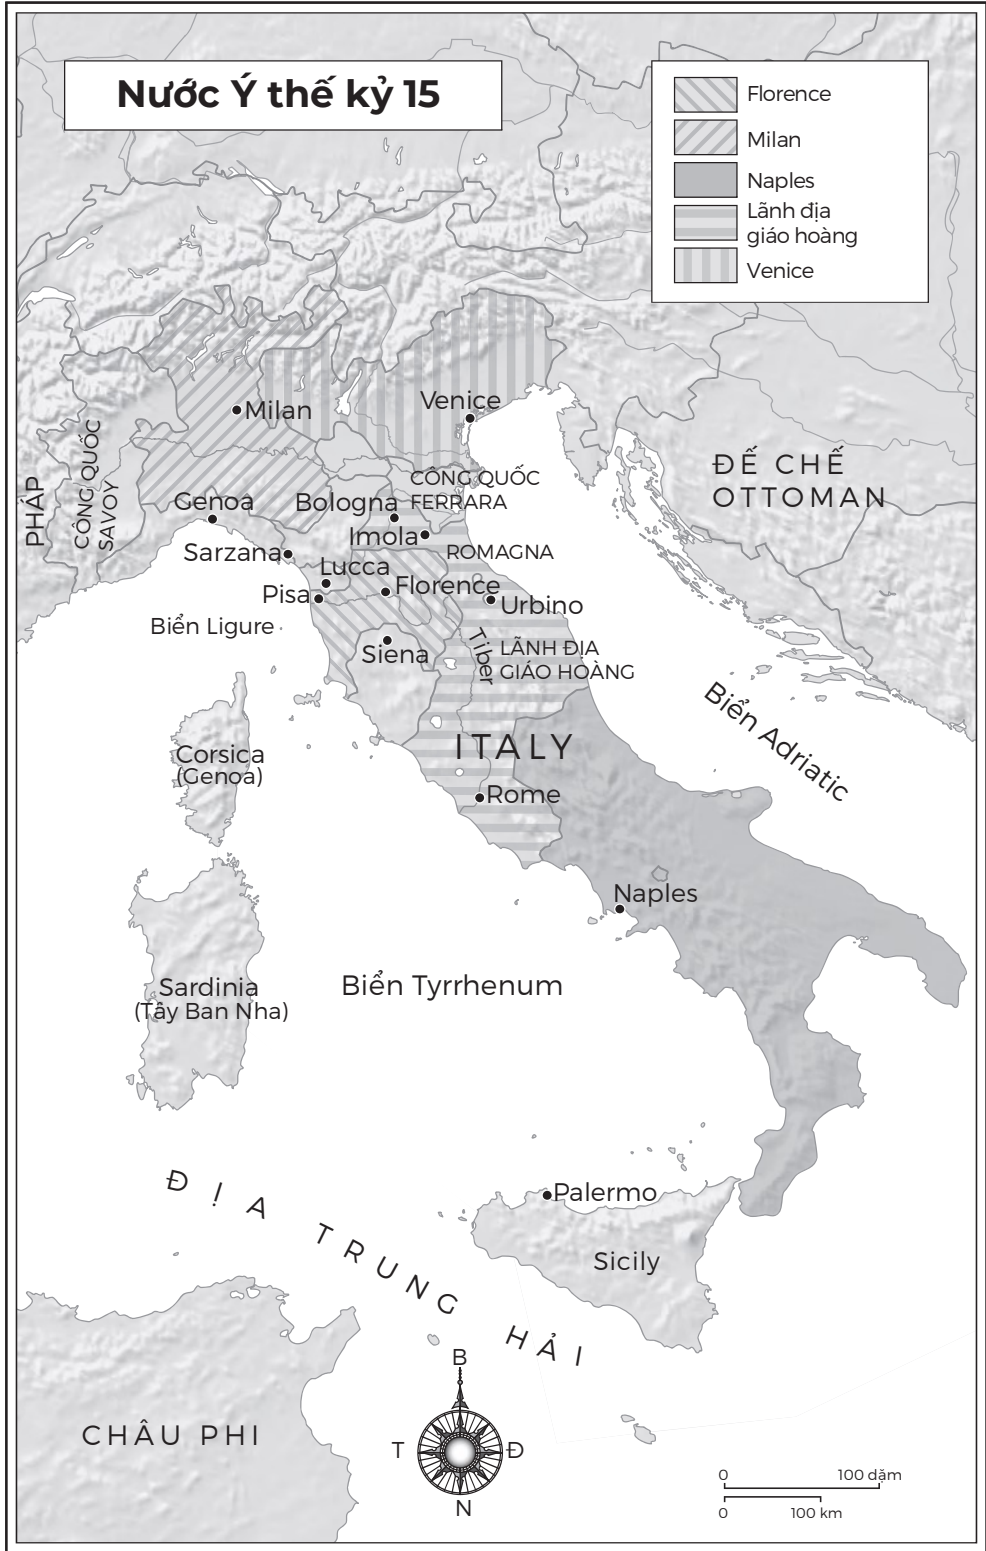 Nước Ý thế kỷ 15
Florence
Milan
Naples
Lãnh địa
giáo hoàng
Venice
Milan
Venice
PHÁP
CÔNG QUỐC
SAVOY
CÔNG QUỐC
FERRARA
ĐẾ CHẾ
OTTOMAN
Genoa
Bologna
Imola
Sarzana
ROMAGNA
Lucca
Florence
Pisa
Urbino
Biển Ligure
Siena
Tiber
LÃNH ĐỊA
GIÁO HOÀNG
Biển Adriatic
ITALY
Corsica
(Genoa)
Rome
Naples
Sardinia
(Tây Ban Nha)
Biển Tyrrhenum
ĐỊA TRUNG HẢI
Palermo
Sicily
CHÂU PHI
B
T
Đ
N
0 100 dặm
0 100 km